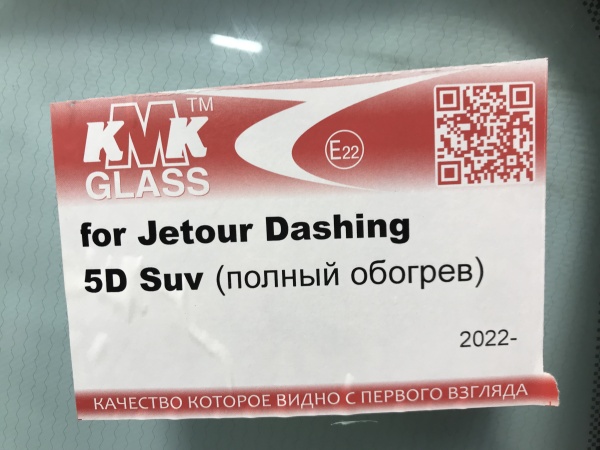 KMK™
GLASS
E22
for Jetour Dashing
5D Suv (полный обогрев)
2022-
КАЧЕСТВО КОТОРОЕ ВИДНО С ПЕРВОГО ВЗГЛЯДА